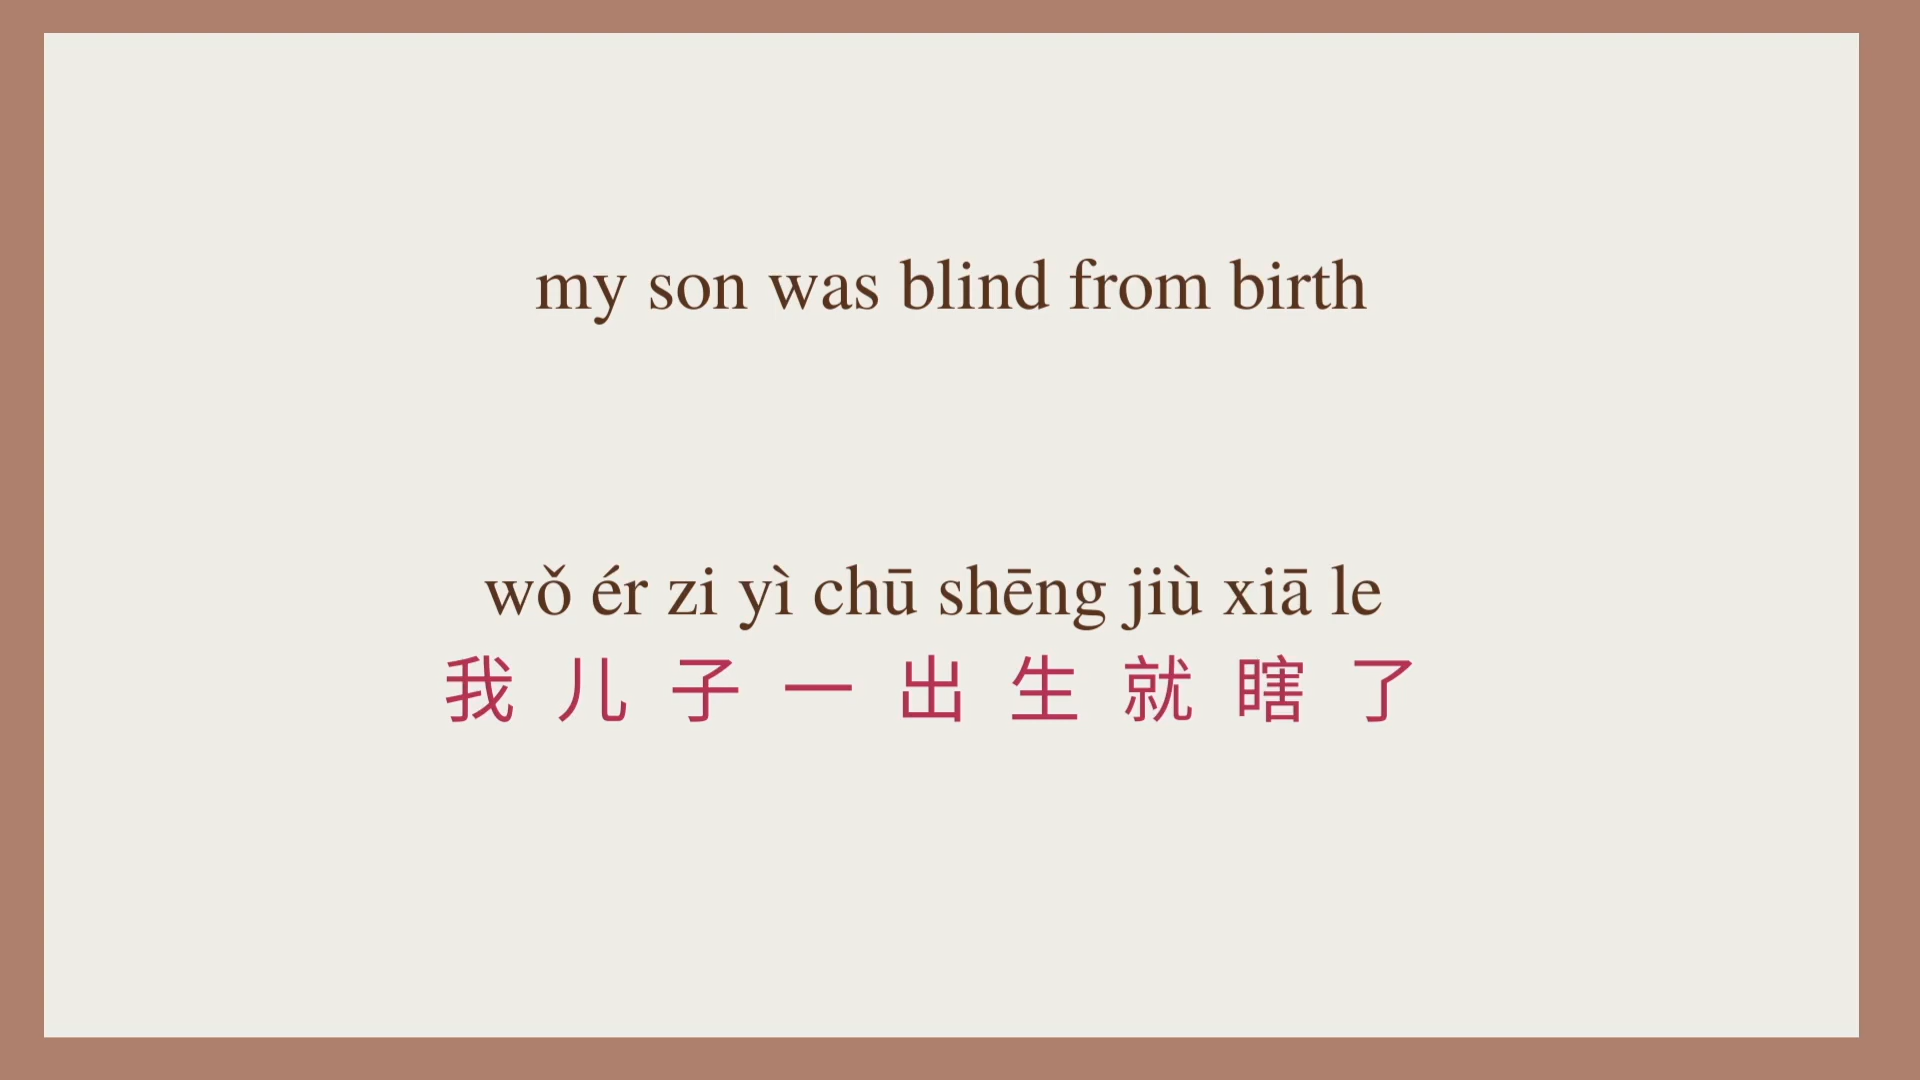 my son was blind from birth
wǒ ér zi yì chū shēng jiù xiā le
我 儿 子 一 出 生 就 瞎 了